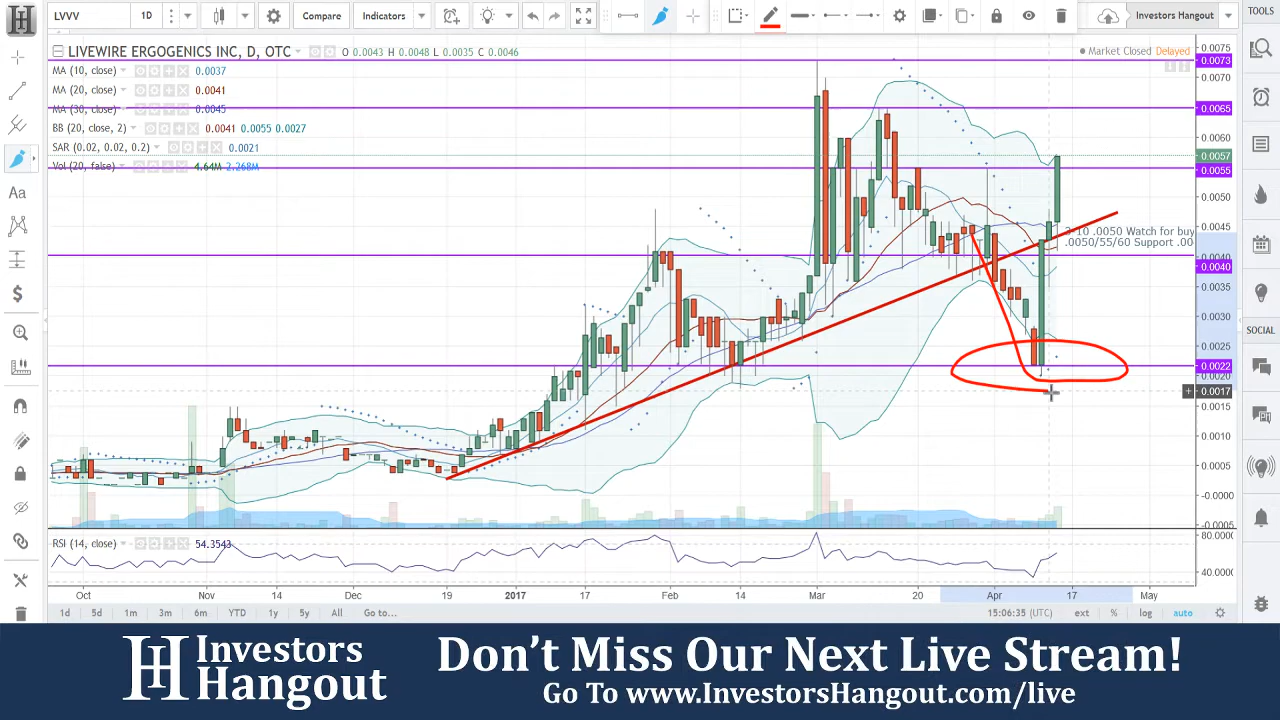 LVVV 1D Compare Indicators Investors Hangout TOOLS
LIVEWIRE ERGOGENICS INC, D, OTC O 0.0043 H 0.0048 L 0.0035 C 0.0046
Market Closed Delayed
MA (10, close) 0.0037
MA (20, close) 0.0041
MA (30, close) 0.0045
BB (20, close, 2) 0.0041 0.0055 0.0027
SAR (0.02, 0.02, 0.2) 0.0021
Vol (20, false) 4.64M 2.268M
0.0075
0.0073
0.0070
0.0065
0.0060
0.0057
0.0055
0.0050
0.0045
3-10 .0050 Watch for buy
.0050/55/60 Support .00
0.0040
0.0040
0.0035
0.0030
0.0025
0.0022
0.0020
0.0017
0.0015
0.0010
0.0005
-0.0000
-0.0005
SOCIAL
RSI (14, close) 54.3543
80.0000
40.0000
Oct Nov 14 Dec 19 2017 17 Feb 14 Mar 20 Apr 17 May
1d 5d 1m 3m 6m YTD 1y 5y All Go to... 15:06:35 (UTC) ext % log auto
Aa
$
H Investors Hangout
Don't Miss Our Next Live Stream!
Go To www.InvestorsHangout.com/live